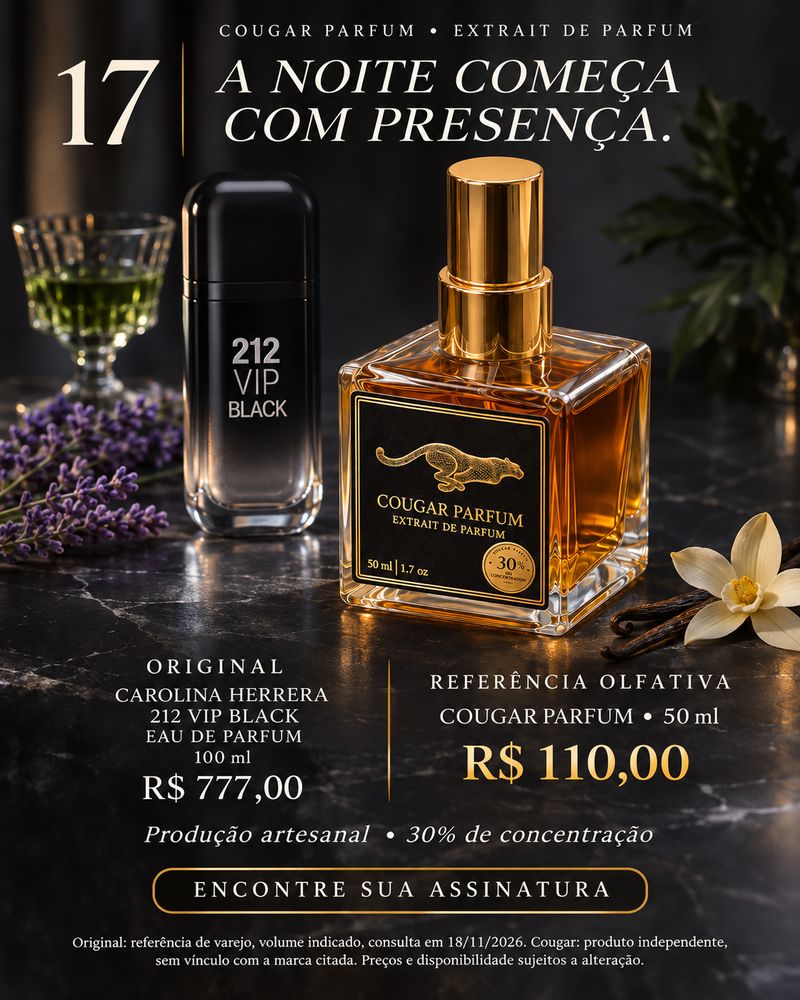 COUGAR PARFUM • EXTRAIT DE PARFUM
17
A NOITE COMEÇA
COM PRESENÇA.
212
VIP
BLACK
COUGAR PARFUM
EXTRAIT DE PARFUM
50 ml | 1.7 oz
30%
CONCENTRATION
ORIGINAL
CAROLINA HERRERA
212 VIP BLACK
EAU DE PARFUM
100 ml
R$ 777,00
REFERÊNCIA OLFATIVA
COUGAR PARFUM • 50 ml
R$ 110,00
Produção artesanal • 30% de concentração
ENCONTRE SUA ASSINATURA
Original: referência de varejo, volume indicado, consulta em 18/11/2026. Cougar: produto independente,
sem vínculo com a marca citada. Preços e disponibilidade sujeitos a alteração.